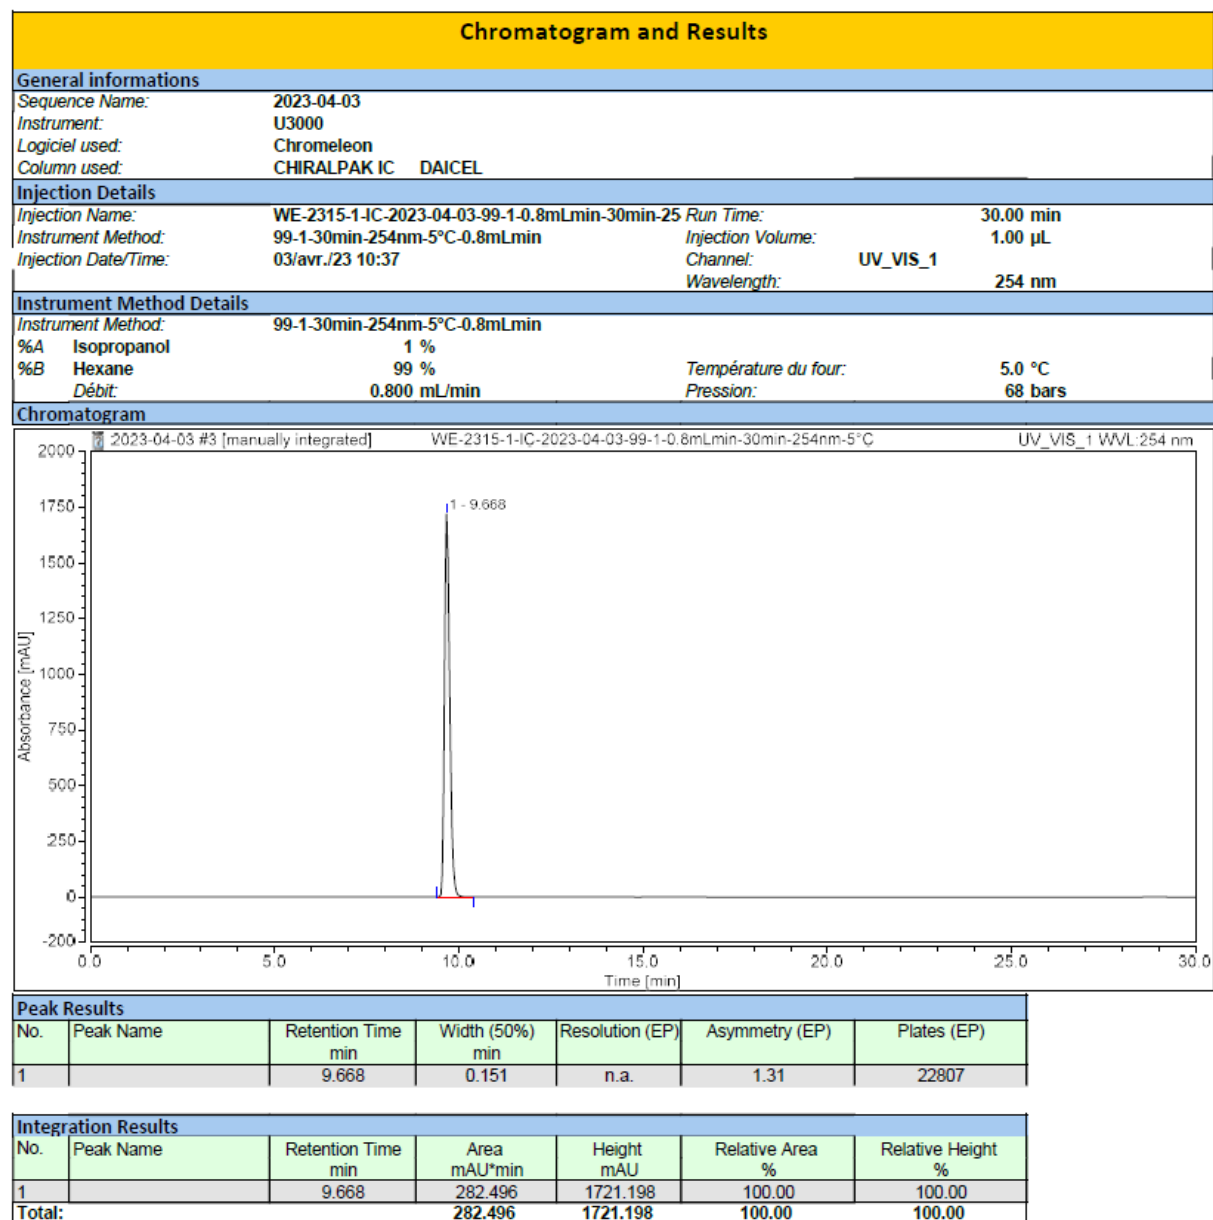 Chromatogram and Results
General informations
Sequence Name: 2023-04-03
Instrument: U3000
Logiciel used: Chromeleon
Column used: CHIRALPAK IC DAICEL
Injection Details
Injection Name: WE-2315-1-IC-2023-04-03-99-1-0.8mLmin-30min-25 Run Time: 30.00 min
Instrument Method: 99-1-30min-254nm-5°C-0.8mLmin Injection Volume: 1.00 µL
Injection Date/Time: 03/avr./23 10:37 Channel: UV_VIS_1
Wavelength: 254 nm
Instrument Method Details
Instrument Method: 99-1-30min-254nm-5°C-0.8mLmin
%A Isopropanol 1 %
%B Hexane 99 % Température du four: 5.0 °C
Débit: 0.800 mL/min Pression: 68 bars
Chromatogram
2023-04-03 #3 [manually integrated] WE-2315-1-IC-2023-04-03-99-1-0.8mLmin-30min-254nm-5°C UV_VIS_1 WVL:254 nm
2000
1750
1500
1250
1000
750
500
250
0
-200
Absorbance [mAU]
1 - 9.668
0.0 5.0 10.0 15.0 20.0 25.0 30.0
Time [min]
Peak Results
No. Peak Name Retention Time Width (50%) Resolution (EP) Asymmetry (EP) Plates (EP)
min min
1 9.668 0.151 n.a. 1.31 22807
Integration Results
No. Peak Name Retention Time Area Height Relative Area Relative Height
min mAU*min mAU % %
1 9.668 282.496 1721.198 100.00 100.00
Total: 282.496 1721.198 100.00 100.00